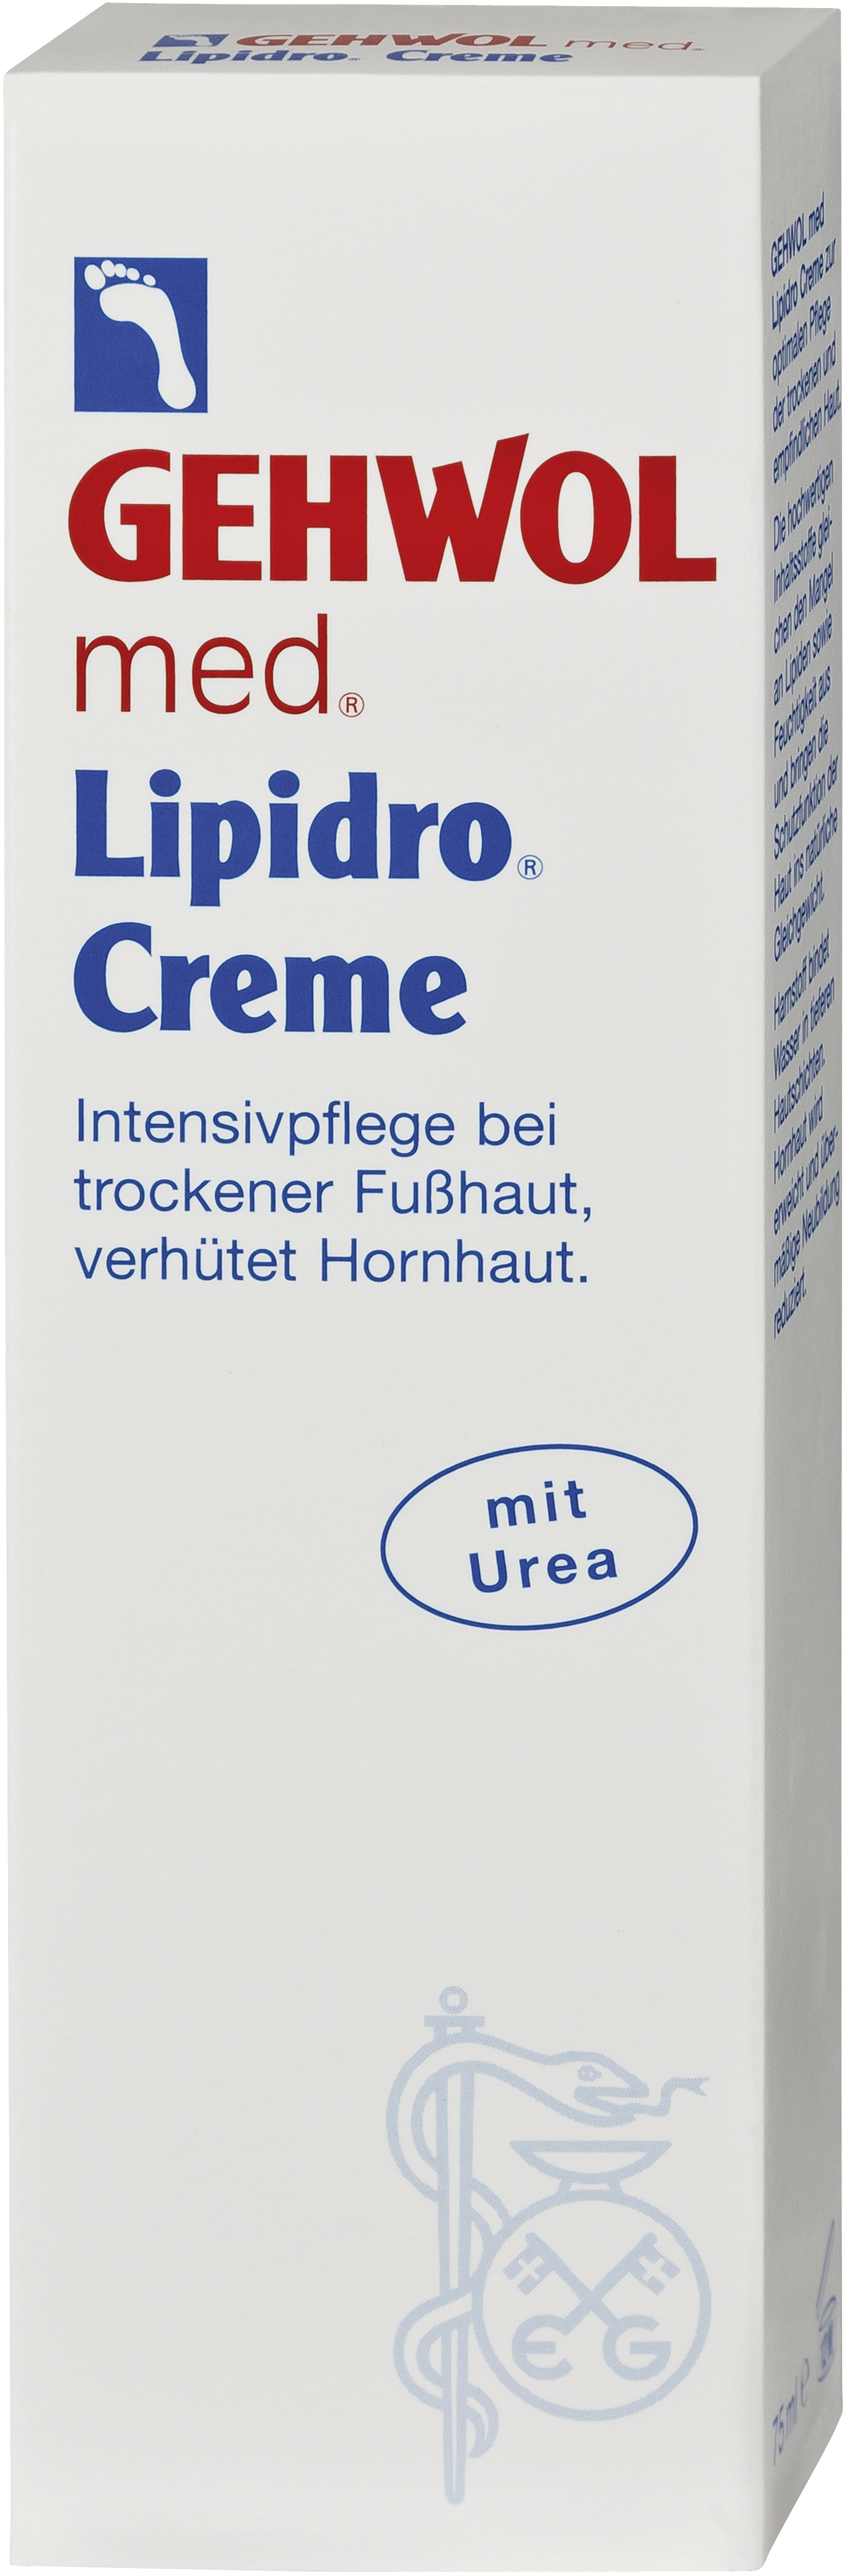 GEHWOL med.
Lipidro. Creme
GEHWOL
med.®
Lipidro.®
Creme
Intensivpflege bei
trockener Fußhaut,
verhütet Hornhaut.
mit
Urea
EG
GEHWOL med
Lipidro Creme zur
optimalen Pflege
der trockenen und
empfindlichen Haut.
Die hochwertigen
Inhaltsstoffe glei-
chen den Mangel
an Lipiden sowie
Feuchtigkeit aus
und bringen die
Schutzfunktion der
Haut ins natürliche
Gleichgewicht.
Harnstoff bindet
Wasser in tieferen
Hautschichten.
Hornhaut wird
erweicht und über-
mäßige Neubildung
reduziert.
75 ml e